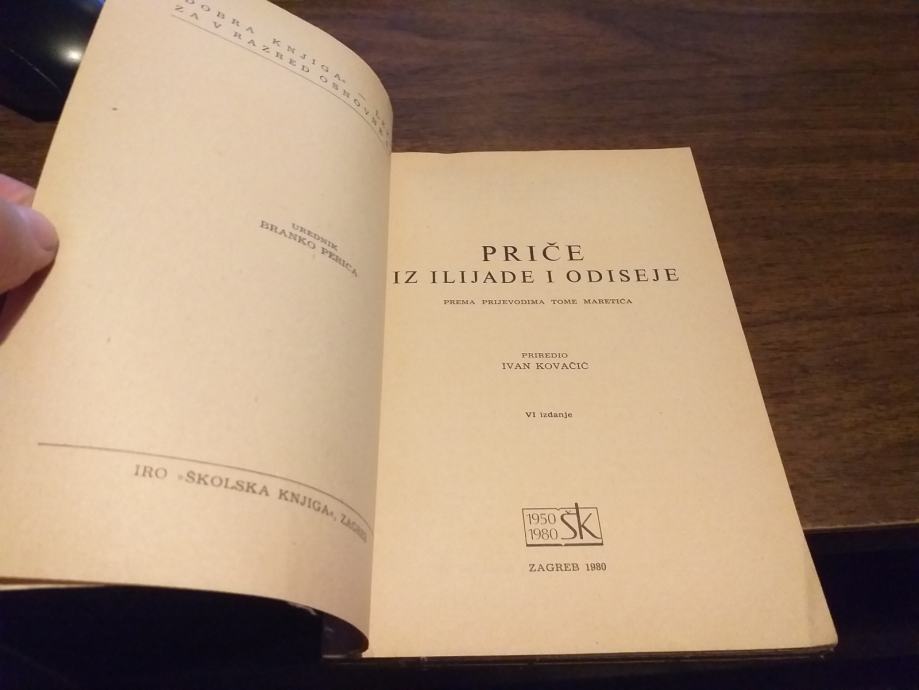 DOBRA KNJIGA« —
ZA V RAZRED OSNOVNE
UREDNIK
BRANKO PERICA
IRO »ŠKOLSKA KNJIGA«, ZAGREB
PRIČE
IZ ILIJADE I ODISEJE
PREMA PRIJEVODIMA TOME MARETIĆA
PRIREDIO
IVAN KOVAČIĆ
VI izdanje
1950
1980
ŠK
ZAGREB 1980